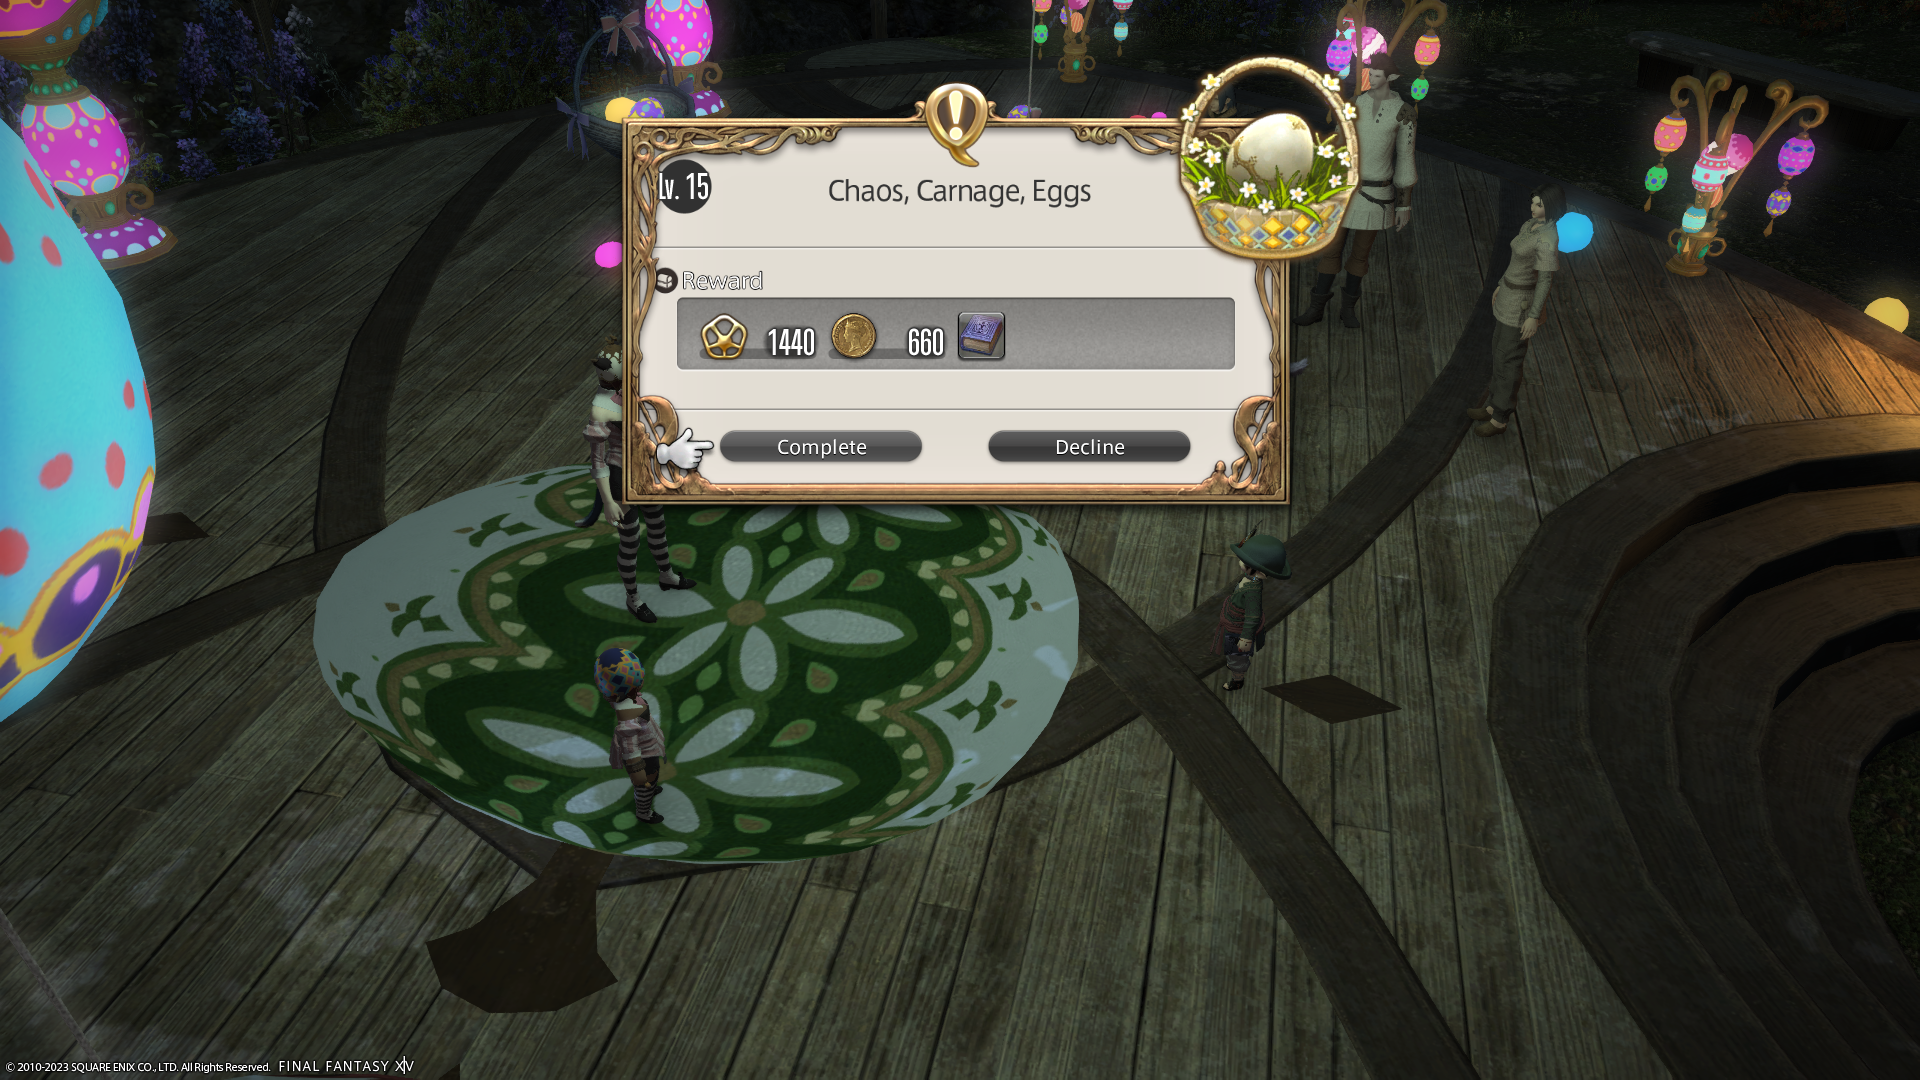 Lv. 15
Chaos, Carnage, Eggs
Reward
1440 660
Complete Decline
© 2010-2023 SQUARE ENIX CO., LTD. All Rights Reserved. FINAL FANTASY XIV